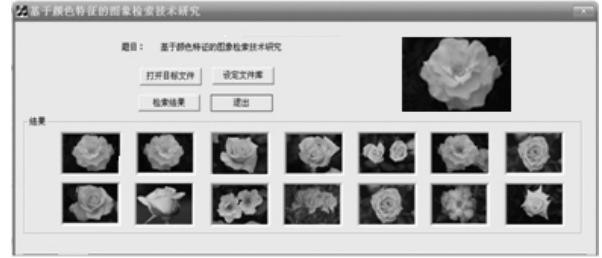 基于颜色特征的图象检索技术研究
题目： 基于颜色特征的图象检索技术研究
打开目标文件 设定文件库
检索结果 退出
结果